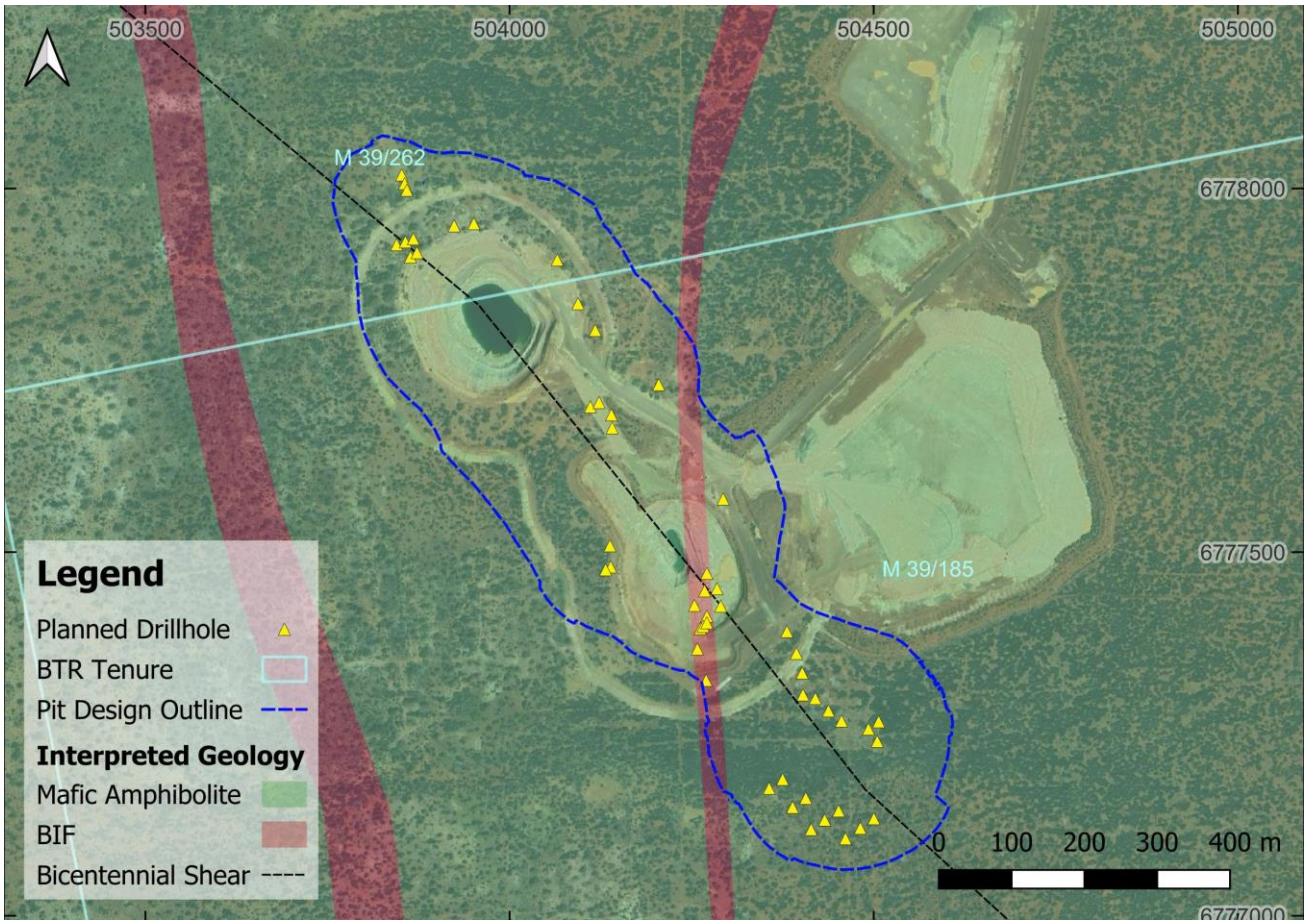 503500 504000 504500 505000
M 39/262
6778000
6777500
M 39/185
Legend
Planned Drillhole
BTR Tenure
Pit Design Outline
Interpreted Geology
Mafic Amphibolite
BIF
Bicentennial Shear
0 100 200 300 400 m
6777000